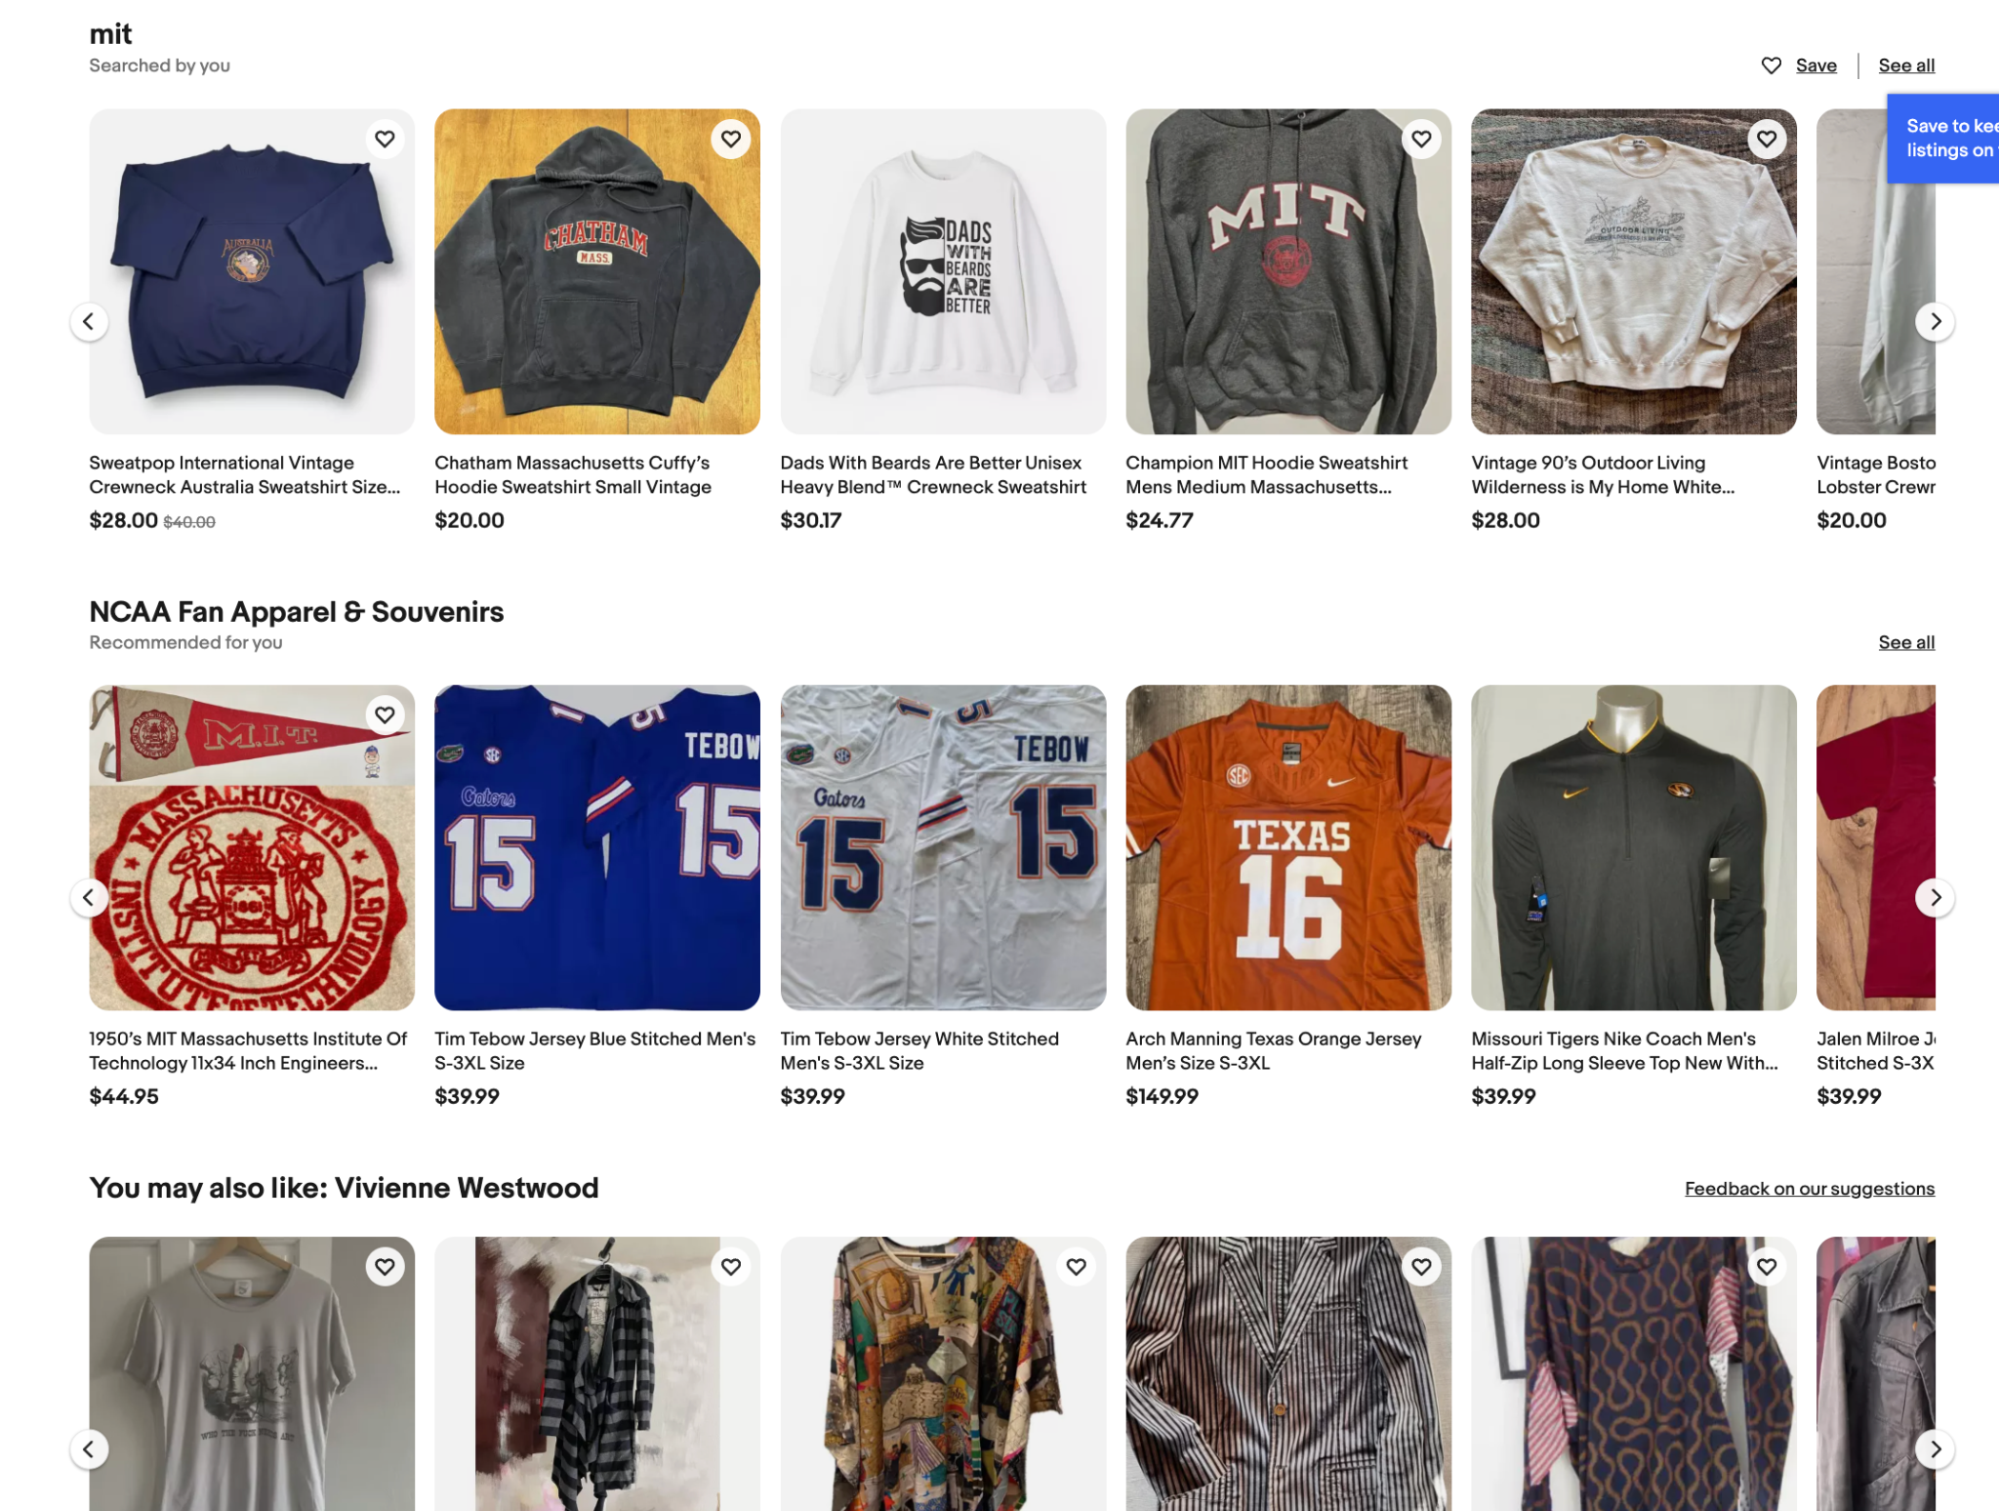 mit
Searched by you
Save
See all
Save to kee
listings on
AUSTRALIA
CHATHAM
MASS.
DADS
WITH
BEARDS
ARE
BETTER
MIT
OUTDOOR LIVING
Sweatpop International Vintage
Crewneck Australia Sweatshirt Size...
$28.00 $40.00
Chatham Massachusetts Cuffy's
Hoodie Sweatshirt Small Vintage
$20.00
Dads With Beards Are Better Unisex
Heavy Blend™ Crewneck Sweatshirt
$30.17
Champion MIT Hoodie Sweatshirt
Mens Medium Massachusetts...
$24.77
Vintage 90's Outdoor Living
Wilderness is My Home White...
$28.00
Vintage Bosto
Lobster Crewr
$20.00
NCAA Fan Apparel & Souvenirs
Recommended for you
See all
M.I.T.
MASSACHUSETTS
INSTITUTE OF TECHNOLOGY
1861
SEC
Gators
15
15
TEBOW
15
SEC
Gators
15
15
TEBOW
15
SEC
TEXAS
16
1950's MIT Massachusetts Institute Of
Technology 11x34 Inch Engineers...
$44.95
Tim Tebow Jersey Blue Stitched Men's
S-3XL Size
$39.99
Tim Tebow Jersey White Stitched
Men's S-3XL Size
$39.99
Arch Manning Texas Orange Jersey
Men's Size S-3XL
$149.99
Missouri Tigers Nike Coach Men's
Half-Zip Long Sleeve Top New With...
$39.99
Jalen Milroe J
Stitched S-3X
$39.99
You may also like: Vivienne Westwood
Feedback on our suggestions